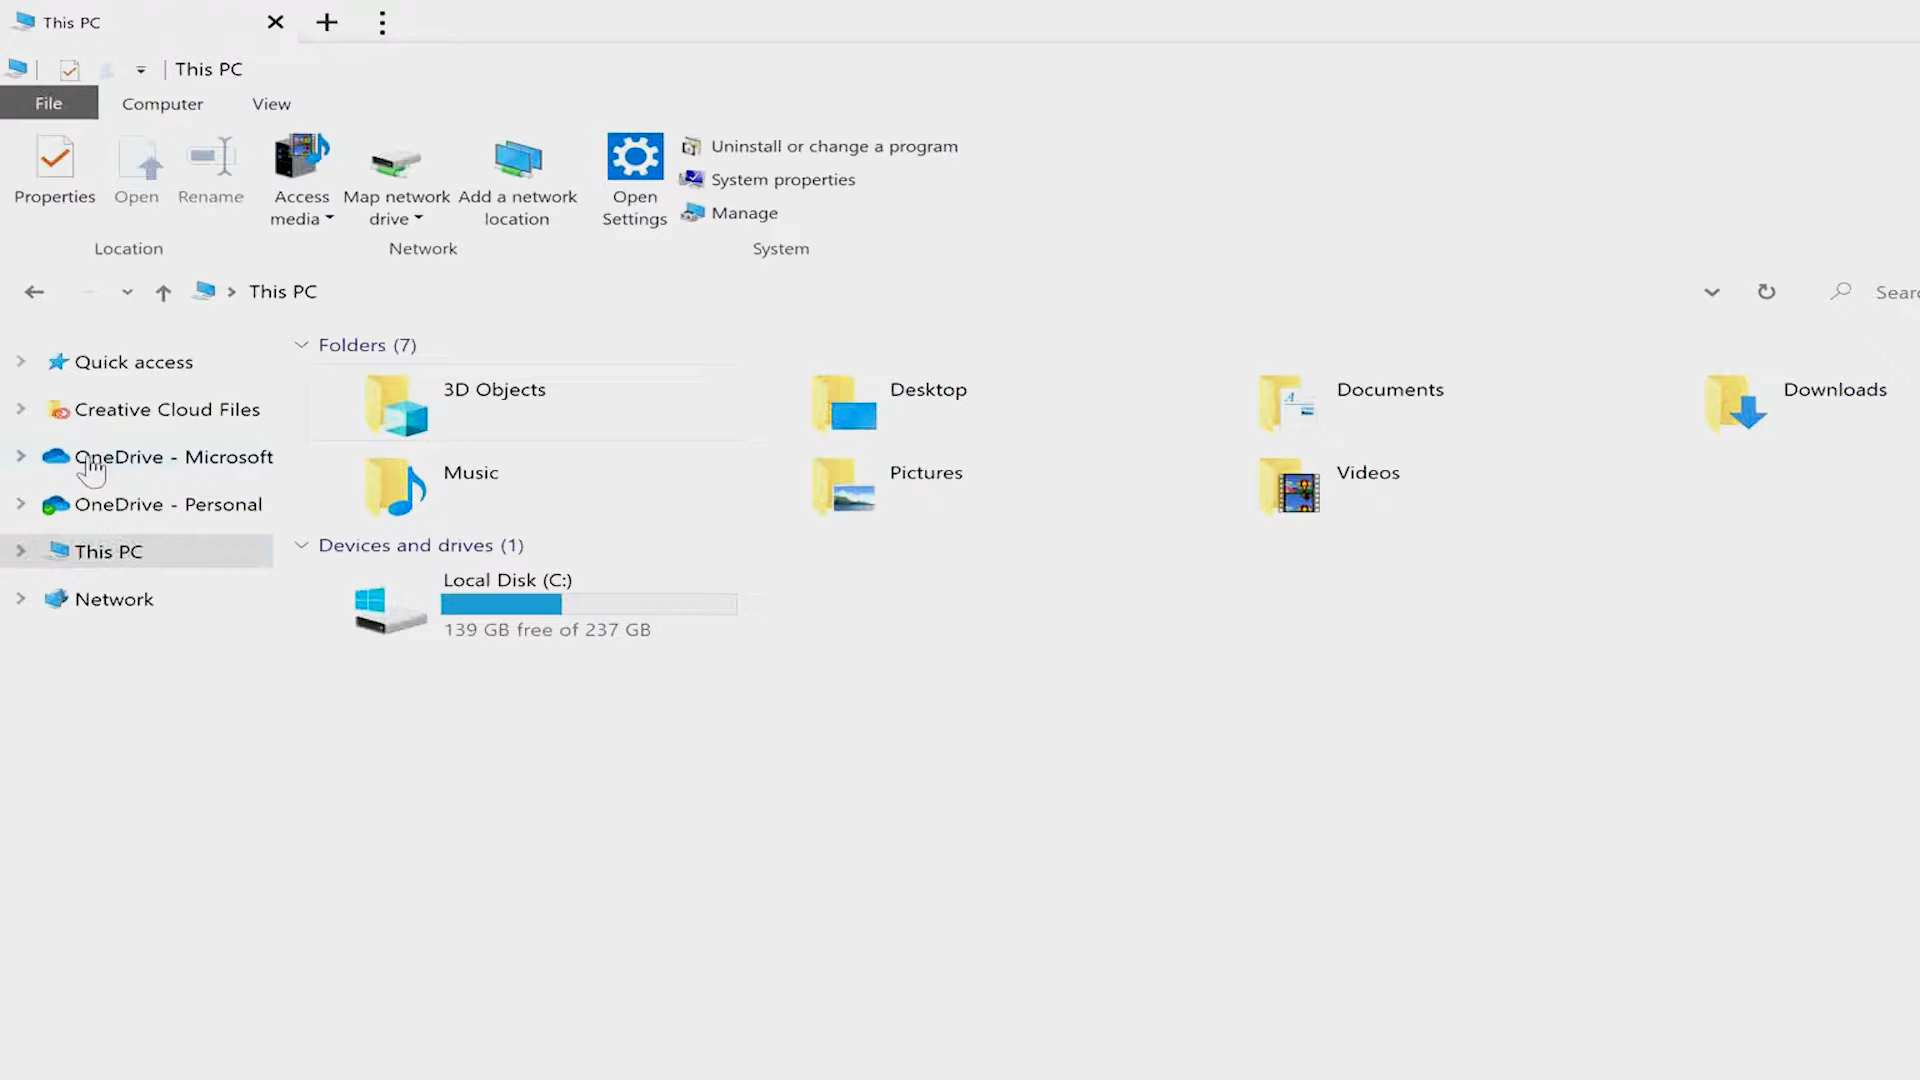 This PC
This PC
File
Computer
View
Properties
Open
Rename
Access
media
Map network
drive
Add a network
location
Open
Settings
Uninstall or change a program
System properties
Manage
Location
Network
System
This PC
Sear
Quick access
Creative Cloud Files
OneDrive - Microsoft
OneDrive - Personal
This PC
Network
Folders (7)
3D Objects
Desktop
Documents
Downloads
Music
Pictures
Videos
Devices and drives (1)
Local Disk (C:)
139 GB free of 237 GB